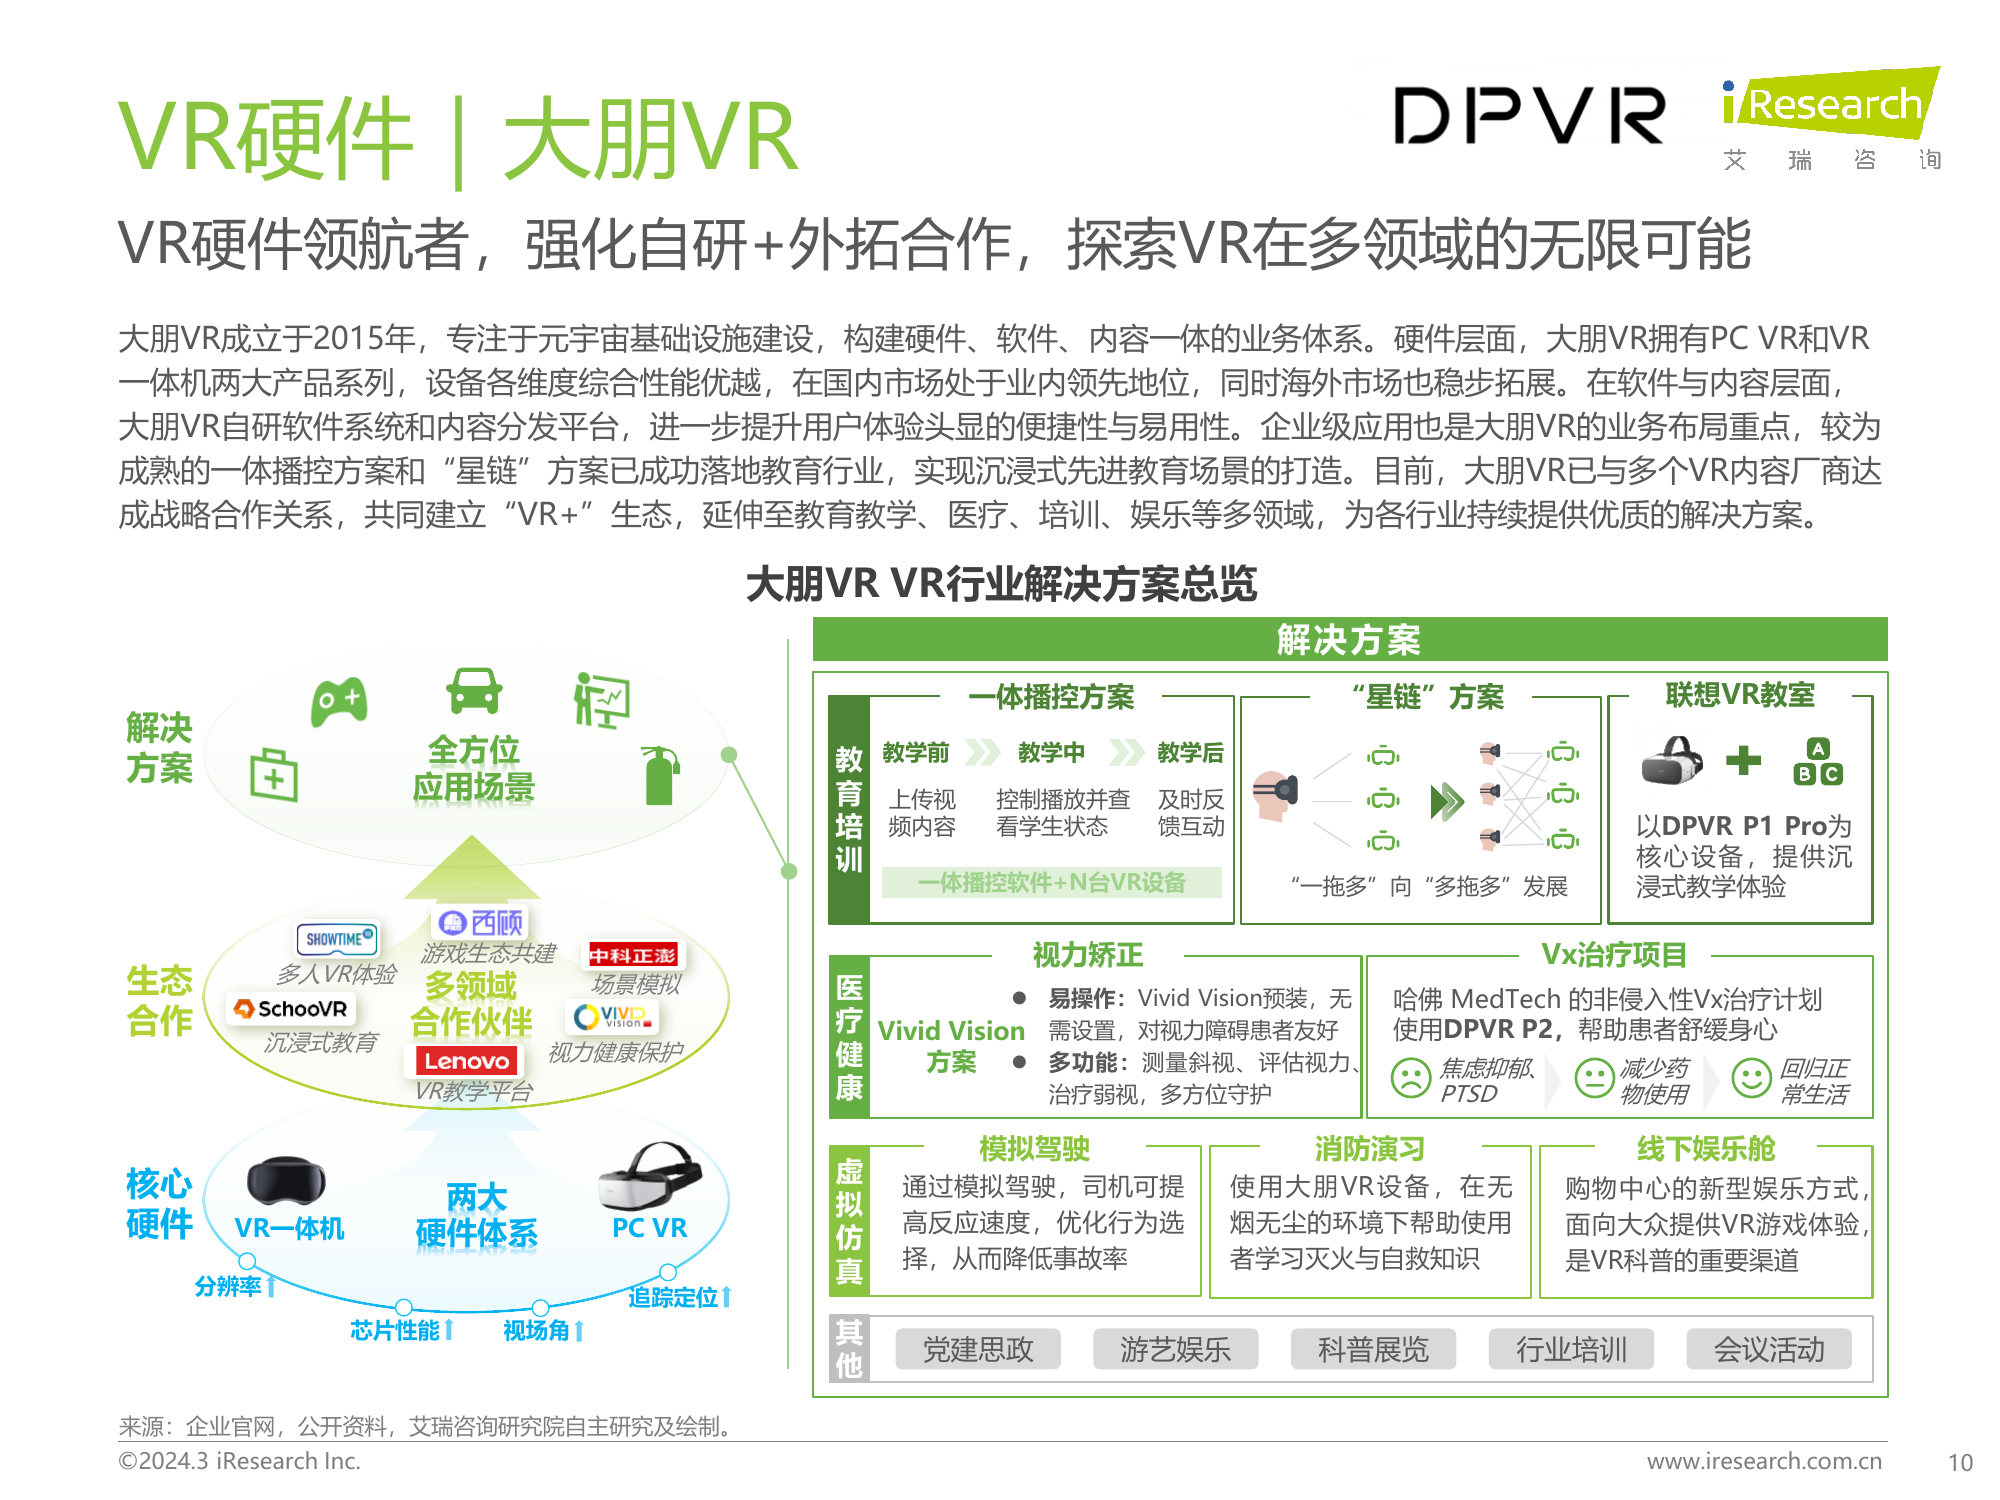 VR硬件 | 大朋VR
DPVR
iResearch
艾 瑞 咨 询
VR硬件领航者，强化自研+外拓合作，探索VR在多领域的无限可能
大朋VR成立于2015年，专注于元宇宙基础设施建设，构建硬件、软件、内容一体的业务体系。硬件层面，大朋VR拥有PC VR和VR
一体机两大产品系列，设备各维度综合性能优越，在国内市场处于业内领先地位，同时海外市场也稳步拓展。在软件与内容层面，
大朋VR自研软件系统和内容分发平台，进一步提升用户体验头显的便捷性与易用性。企业级应用也是大朋VR的业务布局重点，较为
成熟的一体播控方案和“星链”方案已成功落地教育行业，实现沉浸式先进教育场景的打造。目前，大朋VR已与多个VR内容厂商达
成战略合作关系，共同建立“VR+”生态，延伸至教育教学、医疗、培训、娱乐等多领域，为各行业持续提供优质的解决方案。
大朋VR VR行业解决方案总览
解决
方案
全方位
应用场景
生态
合作
SHOWTIME VR
多人VR体验
西顾
游戏生态共建
中科正澎
场景模拟
SchooVR
沉浸式教育
多领域
合作伙伴
VIVID
vision
视力健康保护
Lenovo
VR教学平台
核心
硬件
VR一体机
两大
硬件体系
PC VR
分辨率
芯片性能
视场角
追踪定位
解决方案
教育培训
一体播控方案
教学前
教学中
教学后
上传视
频内容
控制播放并查
看学生状态
及时反
馈互动
一体播控软件+N台VR设备
“星链”方案
“一拖多”向“多拖多”发展
联想VR教室
A
B C
以DPVR P1 Pro为
核心设备，提供沉
浸式教学体验
医疗健康
视力矫正
Vivid Vision
方案
● 易操作：Vivid Vision预装，无
需设置，对视力障碍患者友好
● 多功能：测量斜视、评估视力、
治疗弱视，多方位守护
Vx治疗项目
哈佛 MedTech 的非侵入性Vx治疗计划
使用DPVR P2，帮助患者舒缓身心
焦虑抑郁、
PTSD
减少药
物使用
回归正
常生活
虚拟仿真
模拟驾驶
通过模拟驾驶，司机可提
高反应速度，优化行为选
择，从而降低事故率
消防演习
使用大朋VR设备，在无
烟无尘的环境下帮助使用
者学习灭火与自救知识
线下娱乐舱
购物中心的新型娱乐方式，
面向大众提供VR游戏体验，
是VR科普的重要渠道
其他
党建思政
游艺娱乐
科普展览
行业培训
会议活动
来源：企业官网，公开资料，艾瑞咨询研究院自主研究及绘制。
©2024.3 iResearch Inc.
www.iresearch.com.cn
10